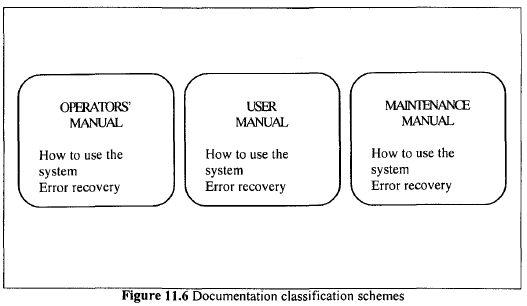 OPERATORS'
MANUAL
How to use the
system
Error recovery
USER
MANUAL
How to use the
system
Error recovery
MAINTENANCE
MANUAL
How to use the
system
Error recovery
Figure 11.6 Documentation classification schemes